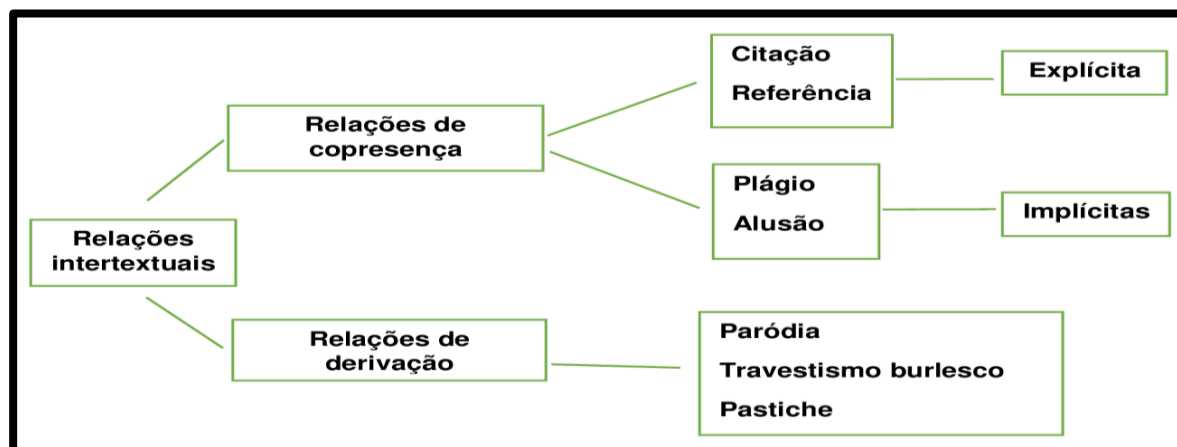 Relações
intertextuais
Relações de
copresença
Citação
Referência
Explícita
Plágio
Alusão
Implícitas
Relações de
derivação
Paródia
Travestismo burlesco
Pastiche